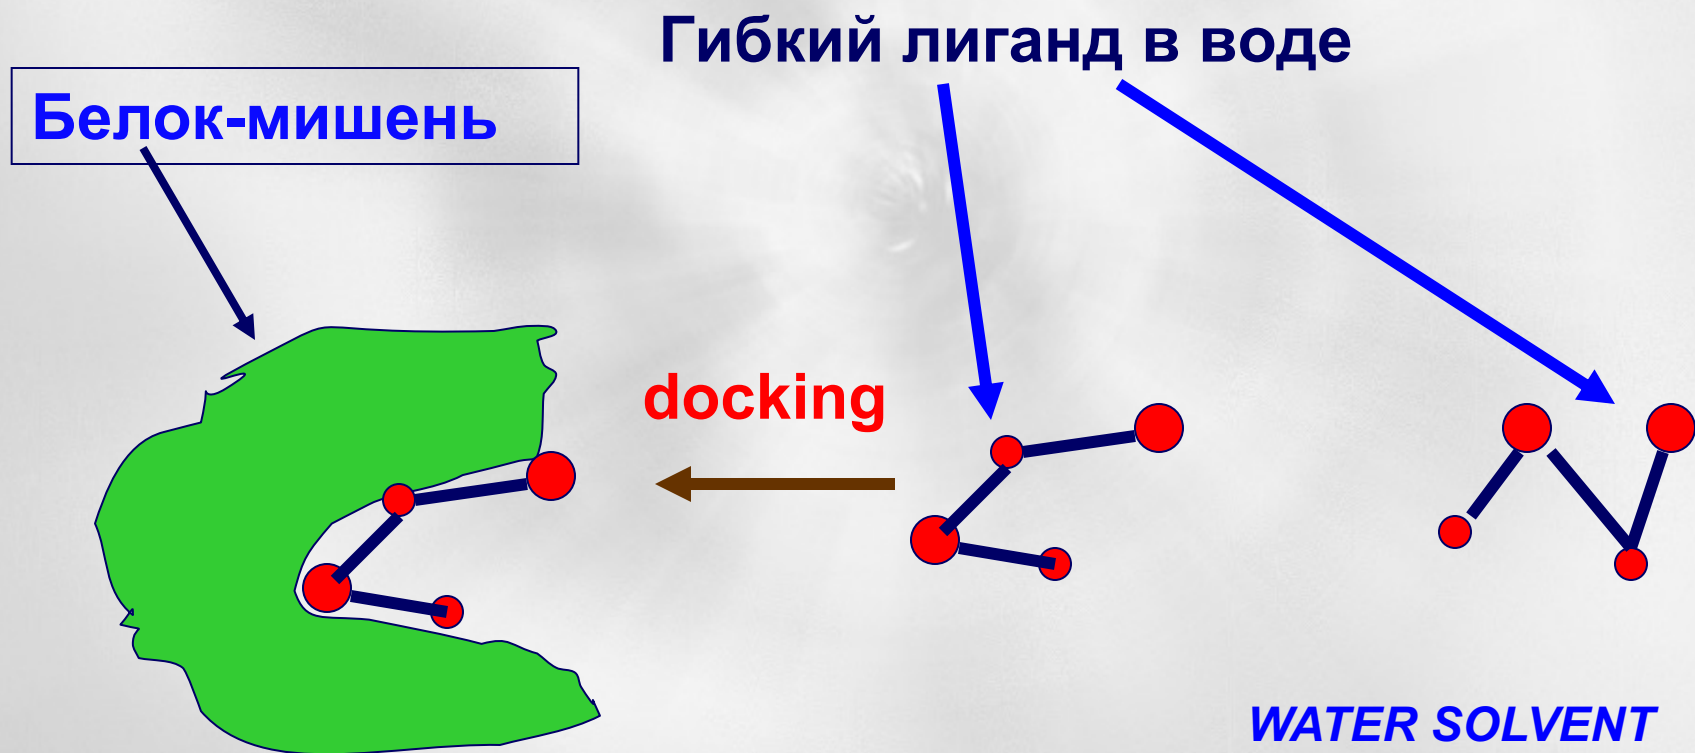 Гибкий лиганд в воде
Белок-мишень
docking
WATER SOLVENT